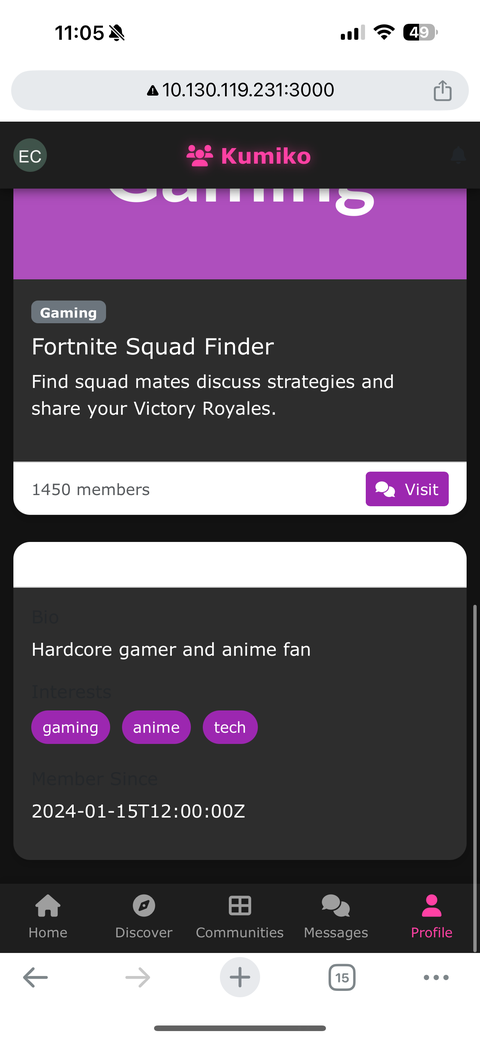 11:05
49
10.130.119.231:3000
EC
Kumiko
Gaming
Gaming
Fortnite Squad Finder
Find squad mates discuss strategies and
share your Victory Royales.
1450 members
Visit
Bio
Hardcore gamer and anime fan
Interests
gaming anime tech
Member Since
2024-01-15T12:00:00Z
Home Discover Communities Messages Profile
15